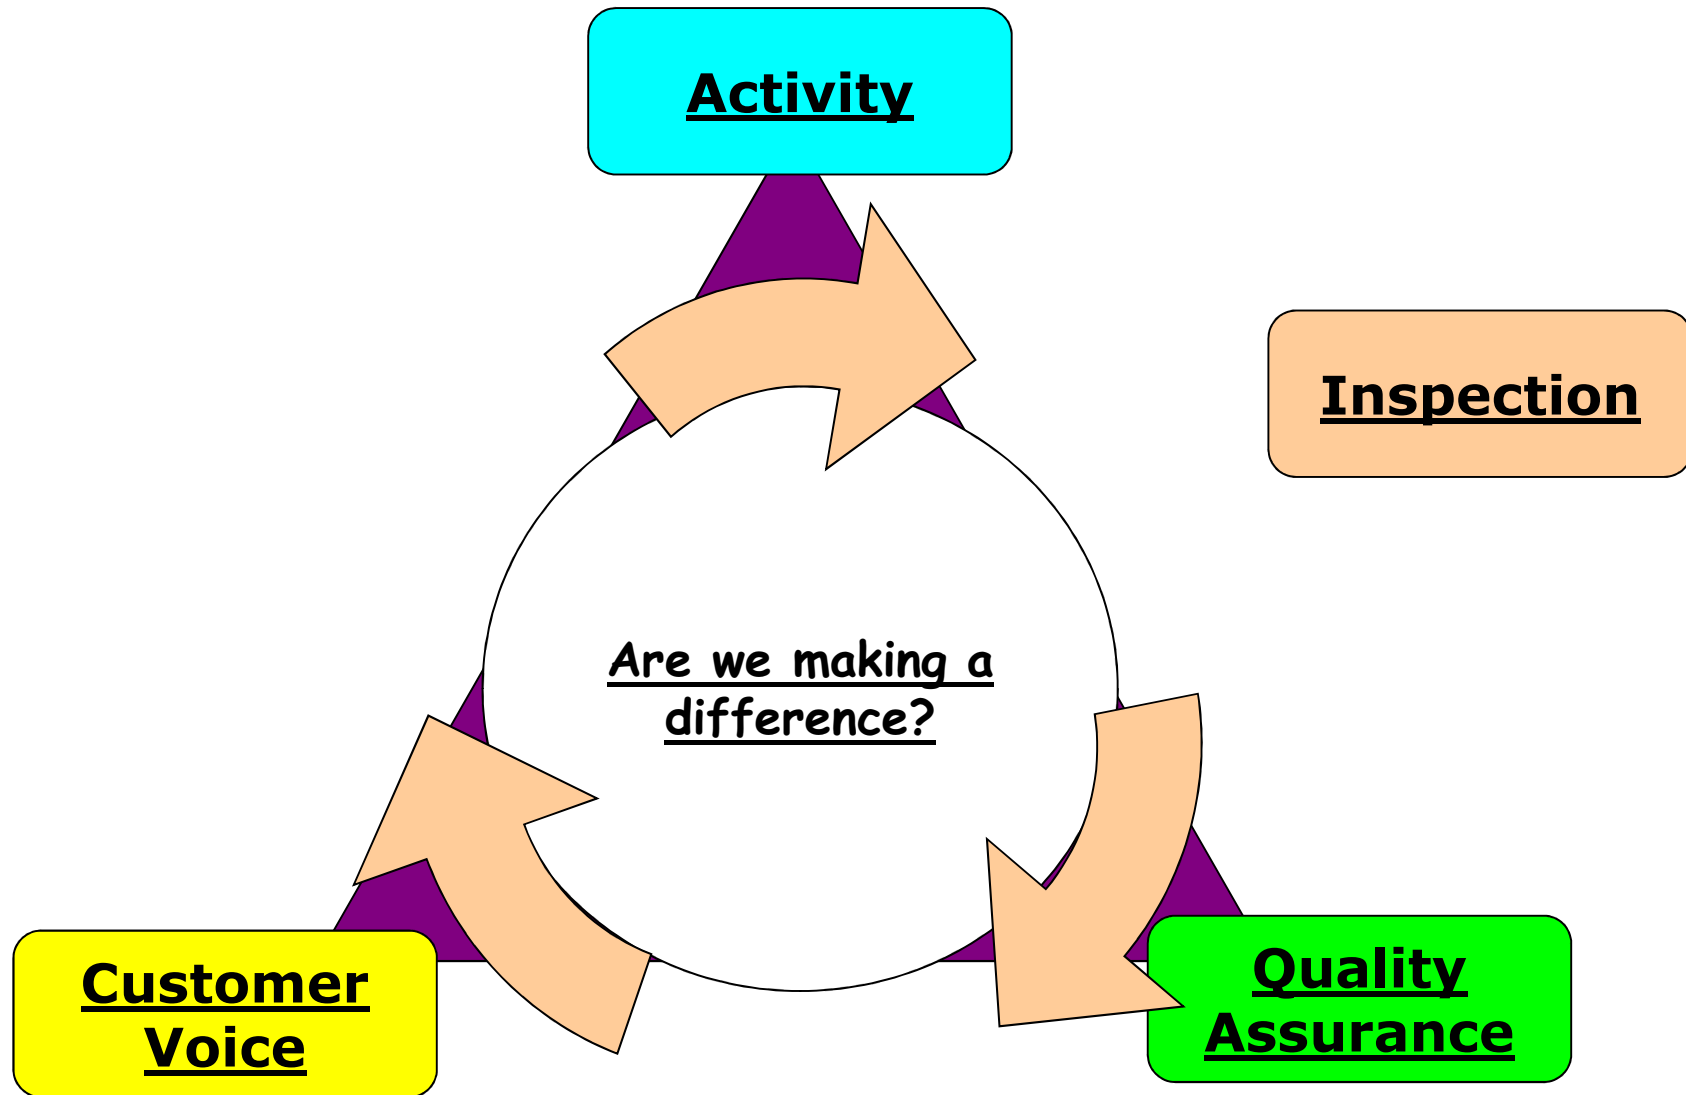 Activity
Inspection
Are we making a
difference?
Customer
Voice
Quality
Assurance